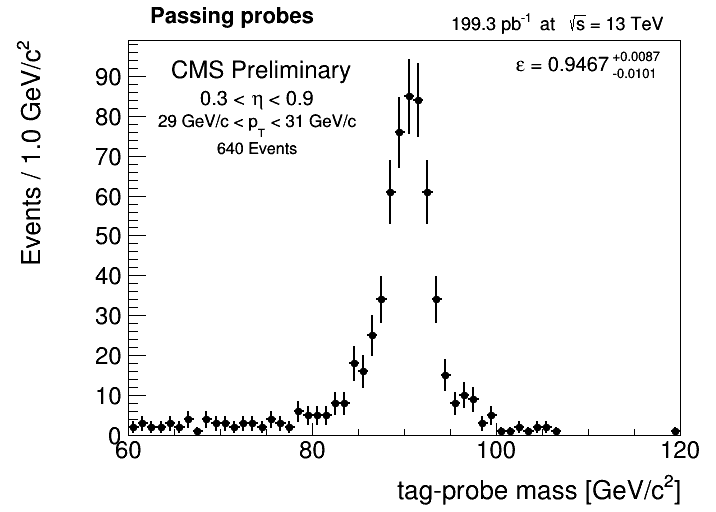 Passing probes
199.3 pb⁻¹ at √s = 13 TeV
CMS Preliminary
0.3 < η < 0.9
29 GeV/c < p_T < 31 GeV/c
640 Events
ε = 0.9467 +0.0087 -0.0101
Events / 1.0 GeV/c²
90
80
70
60
50
40
30
20
10
0
60 80 100 120
tag-probe mass [GeV/c²]